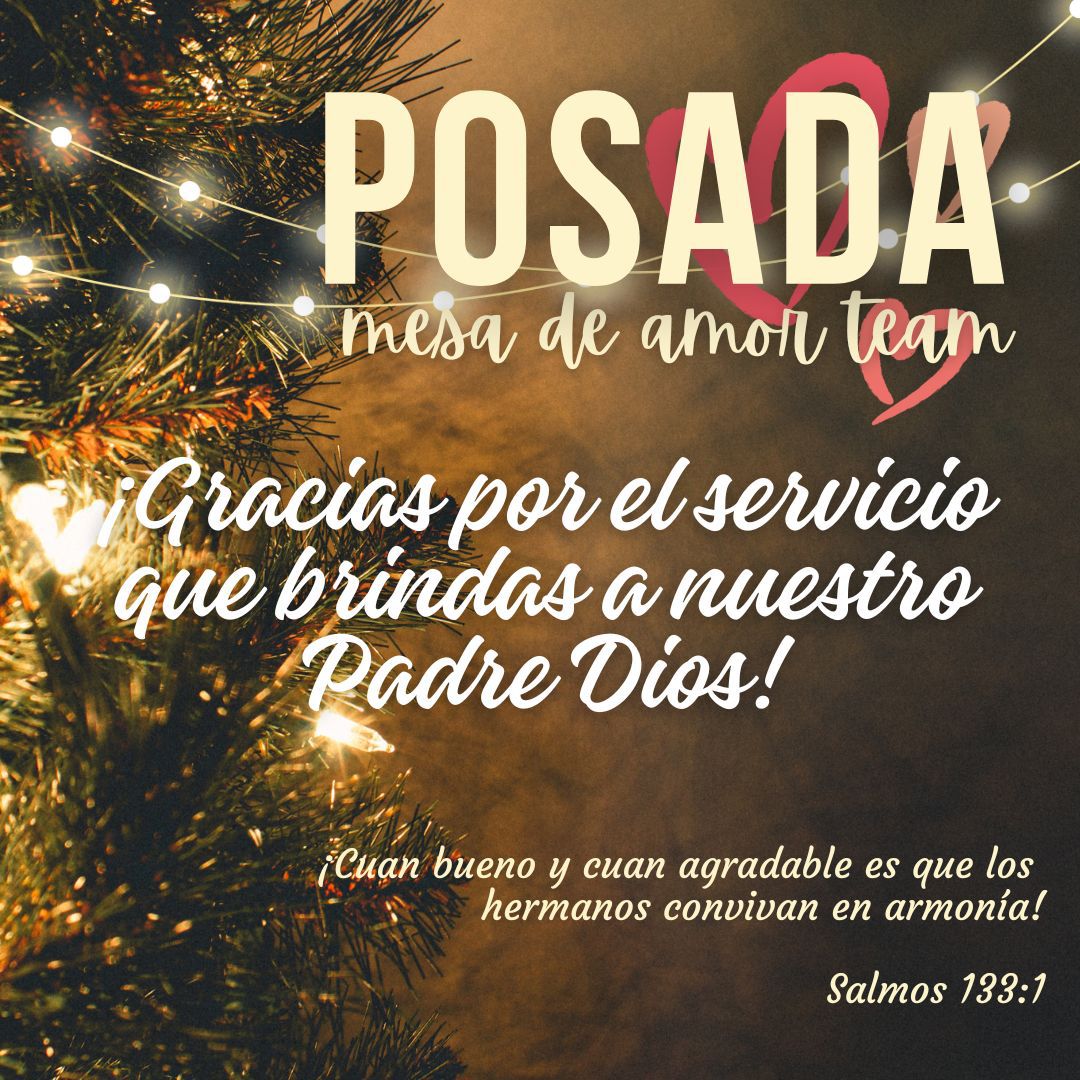 POSADA
mesa de amor team
¡Gracias por el servicio
que brindas a nuestro
Padre Dios!
¡Cuan bueno y cuan agradable es que los
hermanos convivan en armonía!
Salmos 133:1